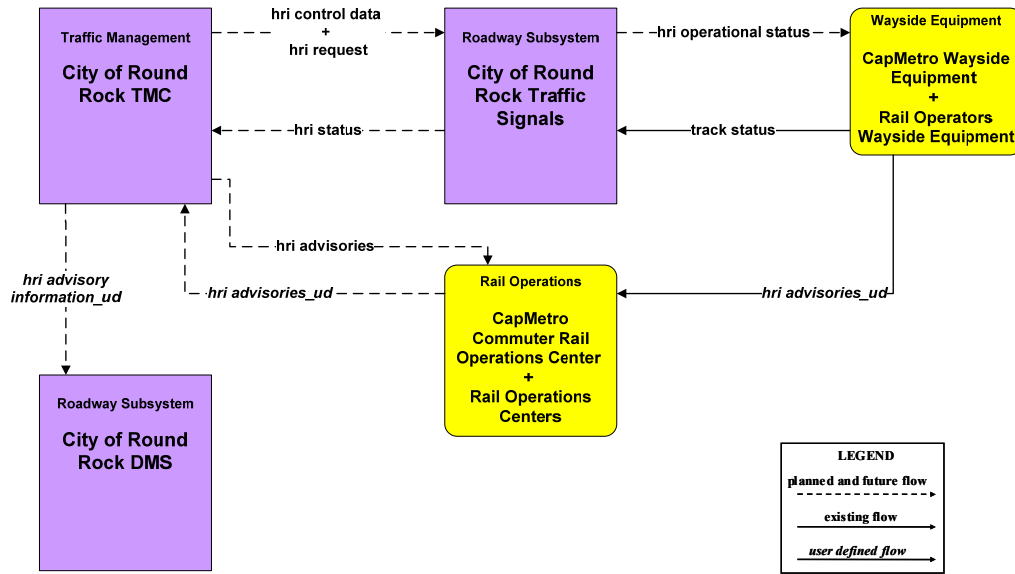 Traffic Management
City of Round
Rock TMC
hri control data
+
hri request
Roadway Subsystem
City of Round
Rock Traffic
Signals
hri operational status
Wayside Equipment
CapMetro Wayside
Equipment
+
Rail Operators
Wayside Equipment
hri status
track status
hri advisories
hri advisory
information_ud
hri advisories_ud
Rail Operations
CapMetro
Commuter Rail
Operations Center
+
Rail Operations
Centers
hri advisories_ud
Roadway Subsystem
City of Round
Rock DMS
LEGEND
planned and future flow
existing flow
user defined flow